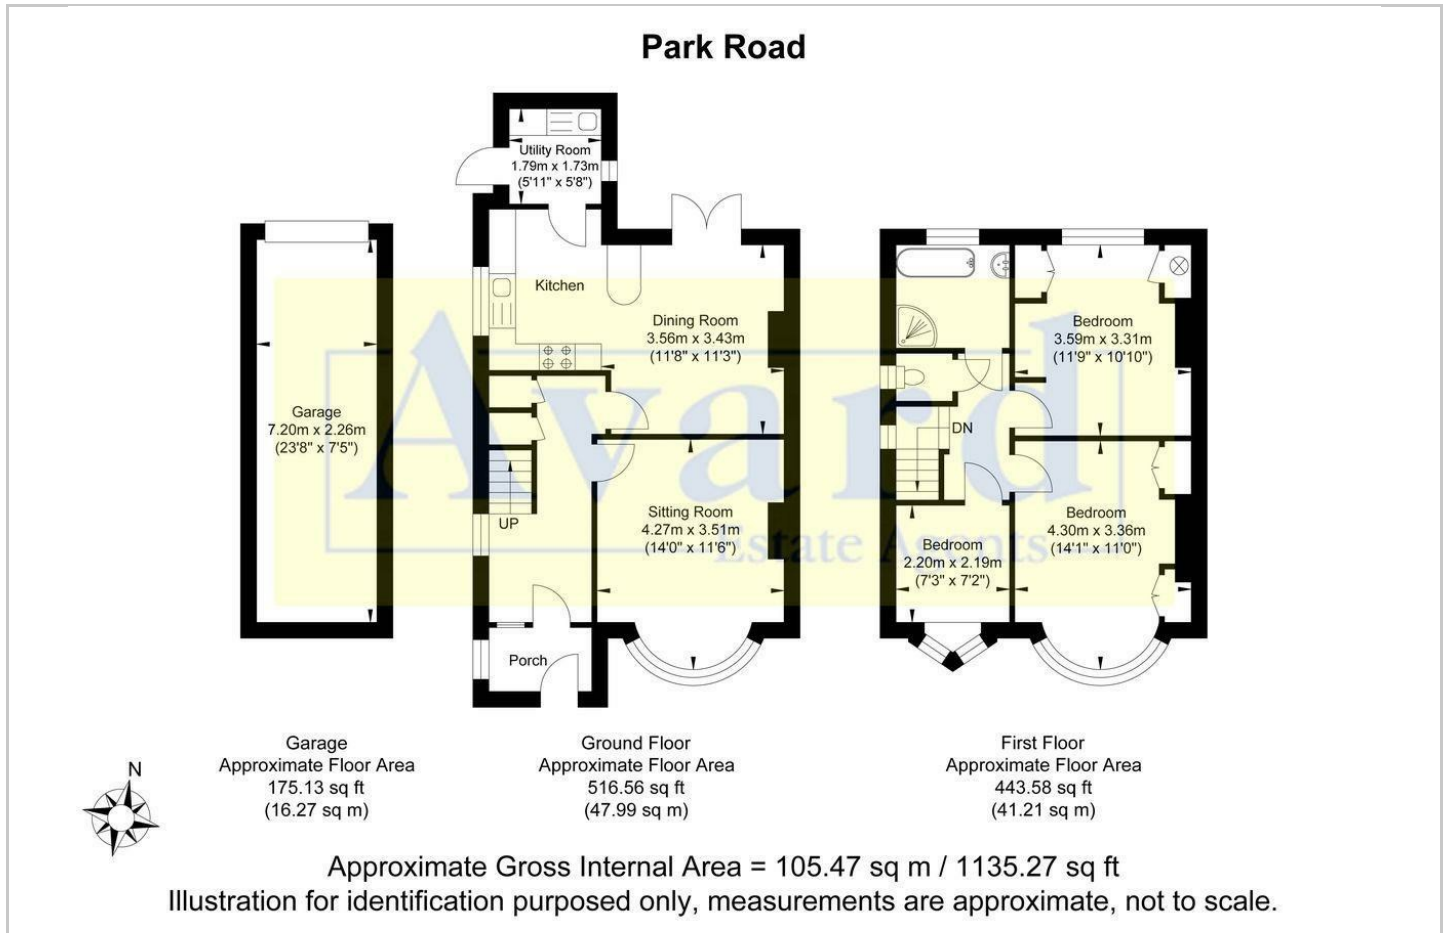 Park Road
Utility Room
1.79m x 1.73m
(5'11" x 5'8")
Kitchen
Dining Room
3.56m x 3.43m
(11'8" x 11'3")
Garage
7.20m x 2.26m
(23'8" x 7'5")
UP
Sitting Room
4.27m x 3.51m
(14'0" x 11'6")
Porch
Bedroom
3.59m x 3.31m
(11'9" x 10'10")
DN
Bedroom
2.20m x 2.19m
(7'3" x 7'2")
Bedroom
4.30m x 3.36m
(14'1" x 11'0")
Avard
Estate Agents
Garage
Approximate Floor Area
175.13 sq ft
(16.27 sq m)
Ground Floor
Approximate Floor Area
516.56 sq ft
(47.99 sq m)
First Floor
Approximate Floor Area
443.58 sq ft
(41.21 sq m)
N
Approximate Gross Internal Area = 105.47 sq m / 1135.27 sq ft
Illustration for identification purposed only, measurements are approximate, not to scale.